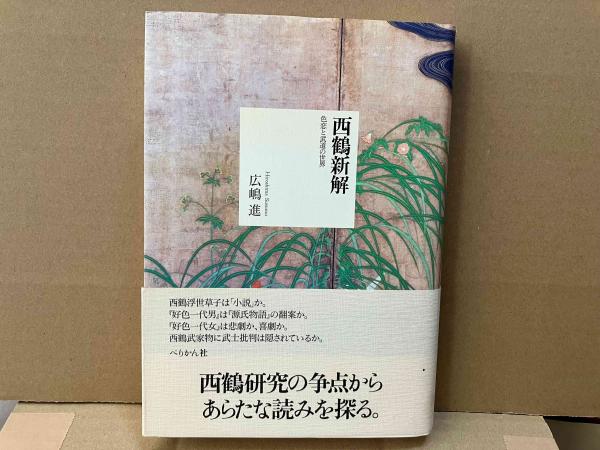 西鶴新解
色恋と武道の世界
Hiroshima Susumu
広嶋 進
西鶴浮世草子は「小説」か。
『好色一代男』は『源氏物語』の翻案か。
『好色一代女』は悲劇か、喜劇か。
西鶴武家物に武士批判は隠されているか。
ぺりかん社
西鶴研究の争点から
あらたな読みを探る。